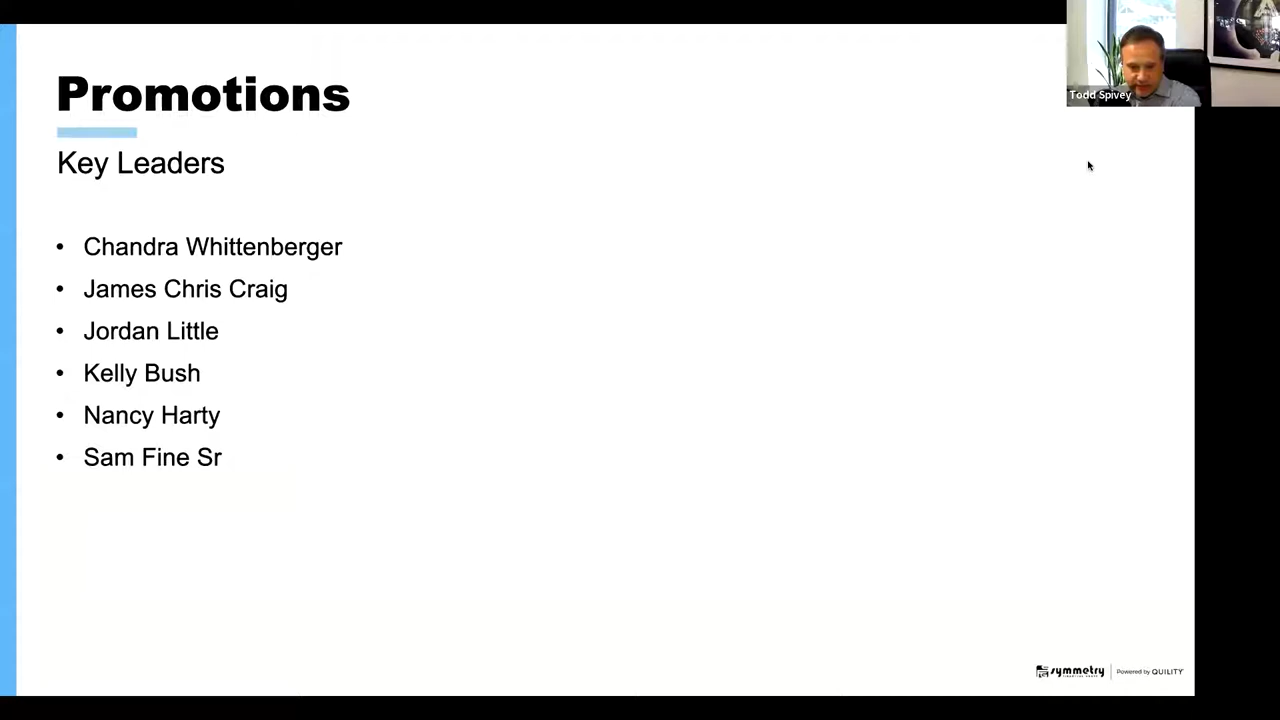 Promotions
Key Leaders
• Chandra Whittenberger
• James Chris Craig
• Jordan Little
• Kelly Bush
• Nancy Harty
• Sam Fine Sr
Todd Spivey
symmetry
Powered by QUILITY